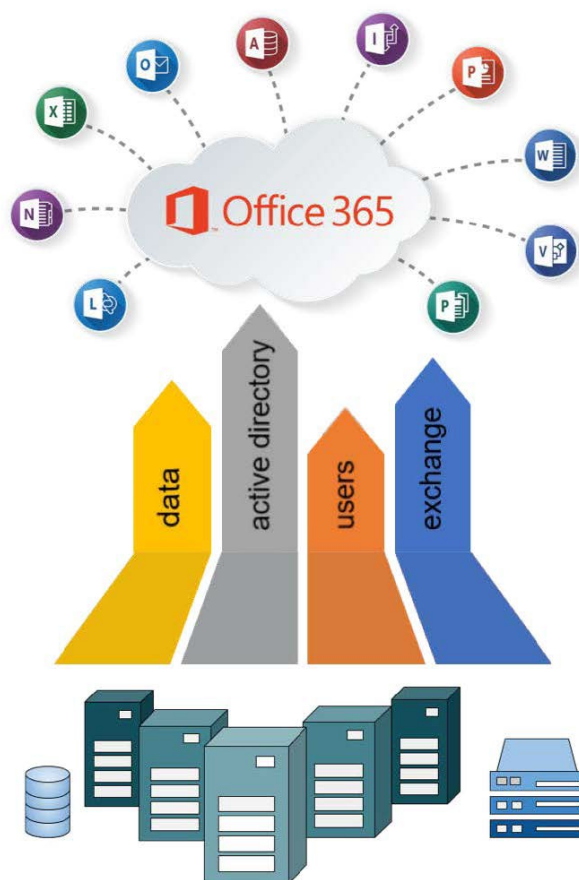 A
I
O
P
X
W
Office 365
N
V
L
P
data
active directory
users
exchange